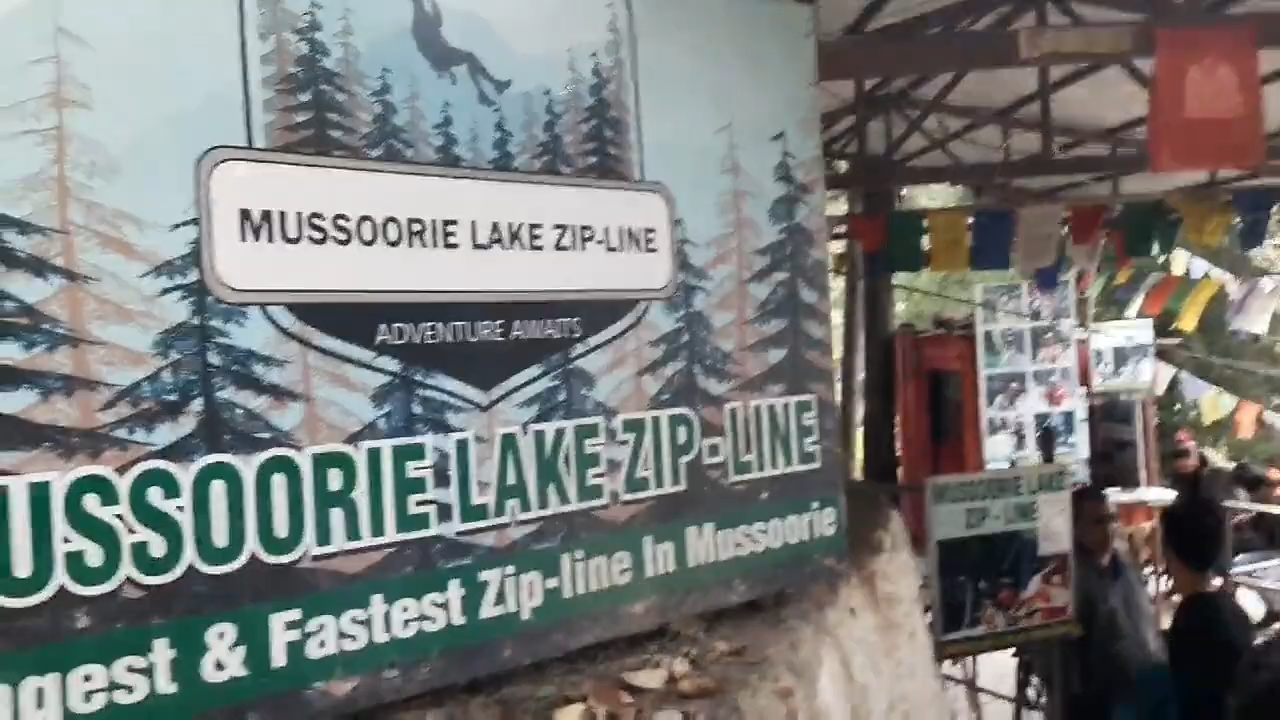 MUSSOORIE LAKE ZIP-LINE
ADVENTURE AWAITS
USSOORIE LAKE ZIP-LINE
gest & Fastest Zip-line In Mussoorie
MUSSOORIE LAKE
ZIP-LINE